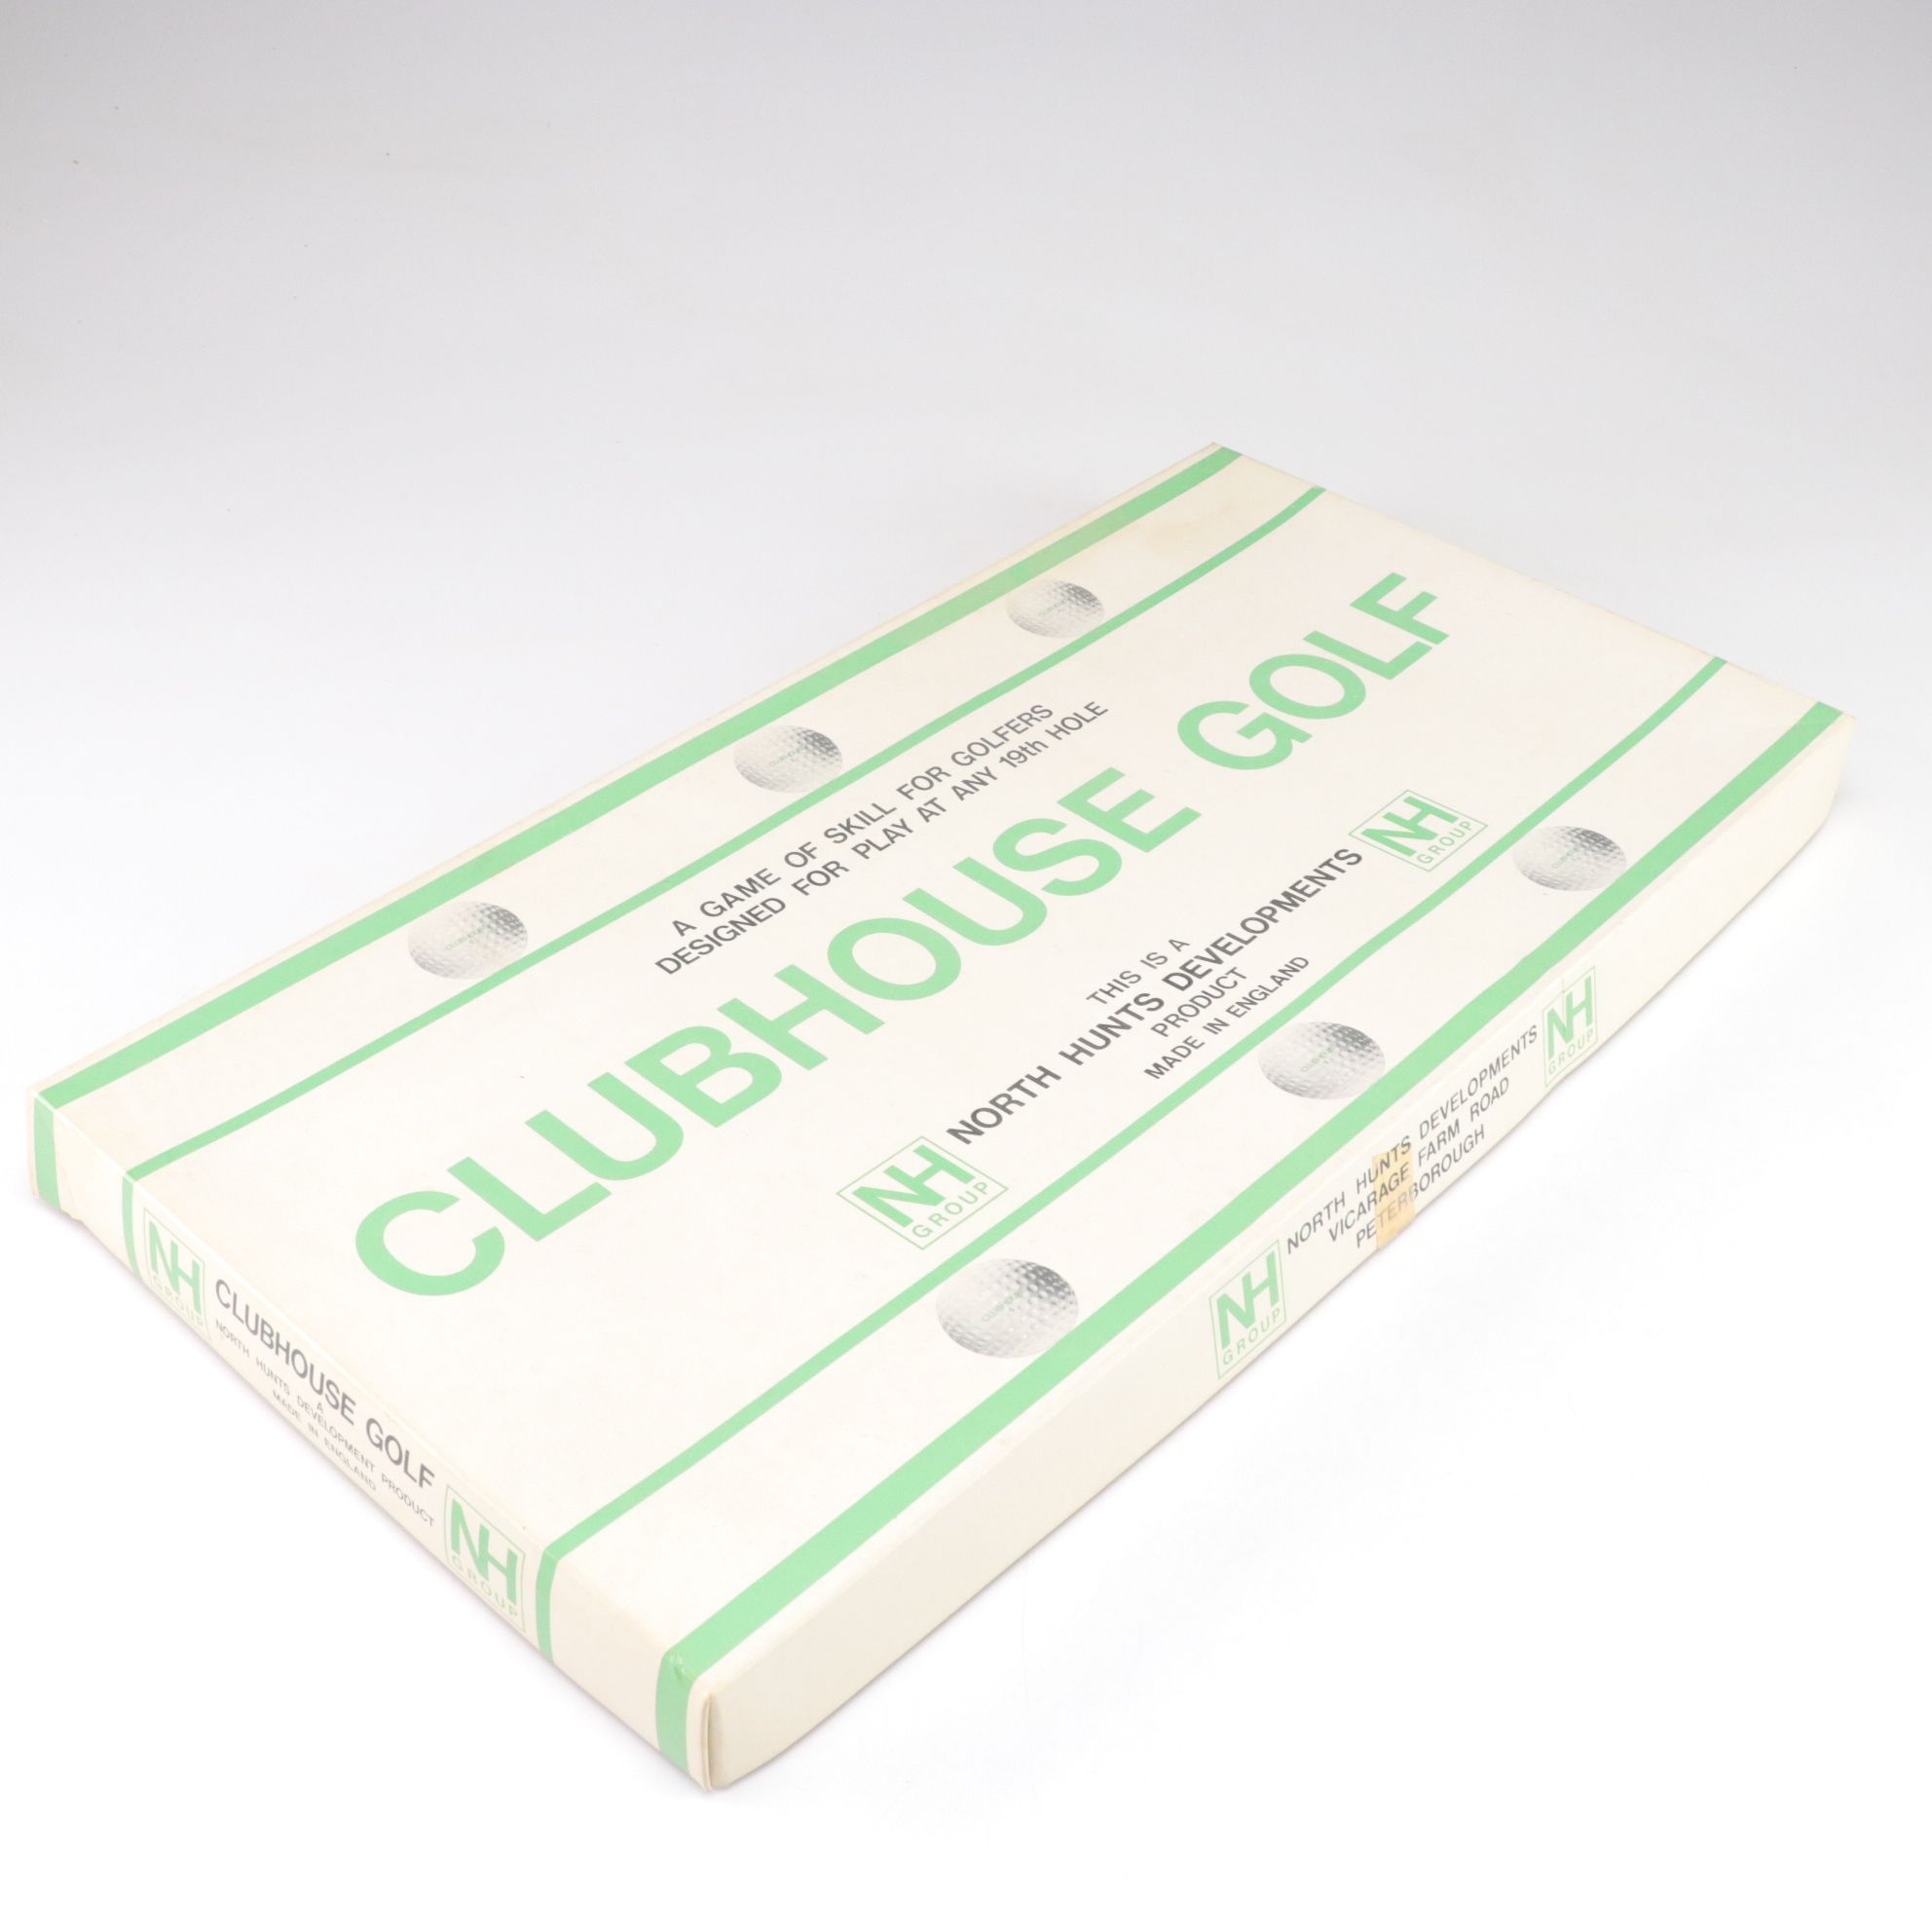 A GAME OF SKILL FOR GOLFERS
DESIGNED FOR PLAY AT ANY 19th HOLE
CLUBHOUSE GOLF
THIS IS A
NH GROUP NORTH HUNTS DEVELOPMENTS NH GROUP
PRODUCT
MADE IN ENGLAND
NH GROUP
CLUBHOUSE GOLF
A
NORTH HUNTS DEVELOPMENT PRODUCT
MADE IN ENGLAND
NH GROUP
NH GROUP
NORTH HUNTS DEVELOPMENTS
VICARAGE FARM ROAD
PETERBOROUGH
NH GROUP